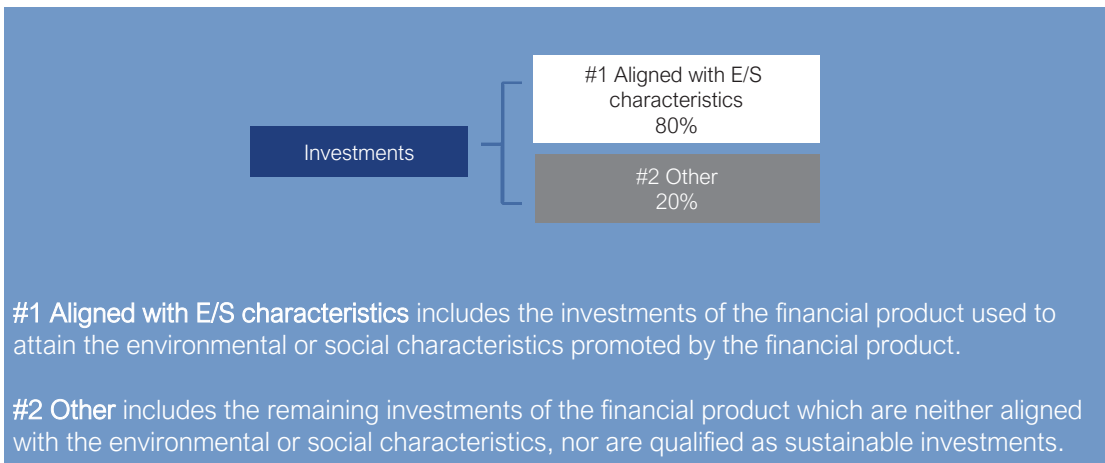 #1 Aligned with E/S
characteristics
80%
Investments
#2 Other
20%
#1 Aligned with E/S characteristics includes the investments of the financial product used to
attain the environmental or social characteristics promoted by the financial product.
#2 Other includes the remaining investments of the financial product which are neither aligned
with the environmental or social characteristics, nor are qualified as sustainable investments.